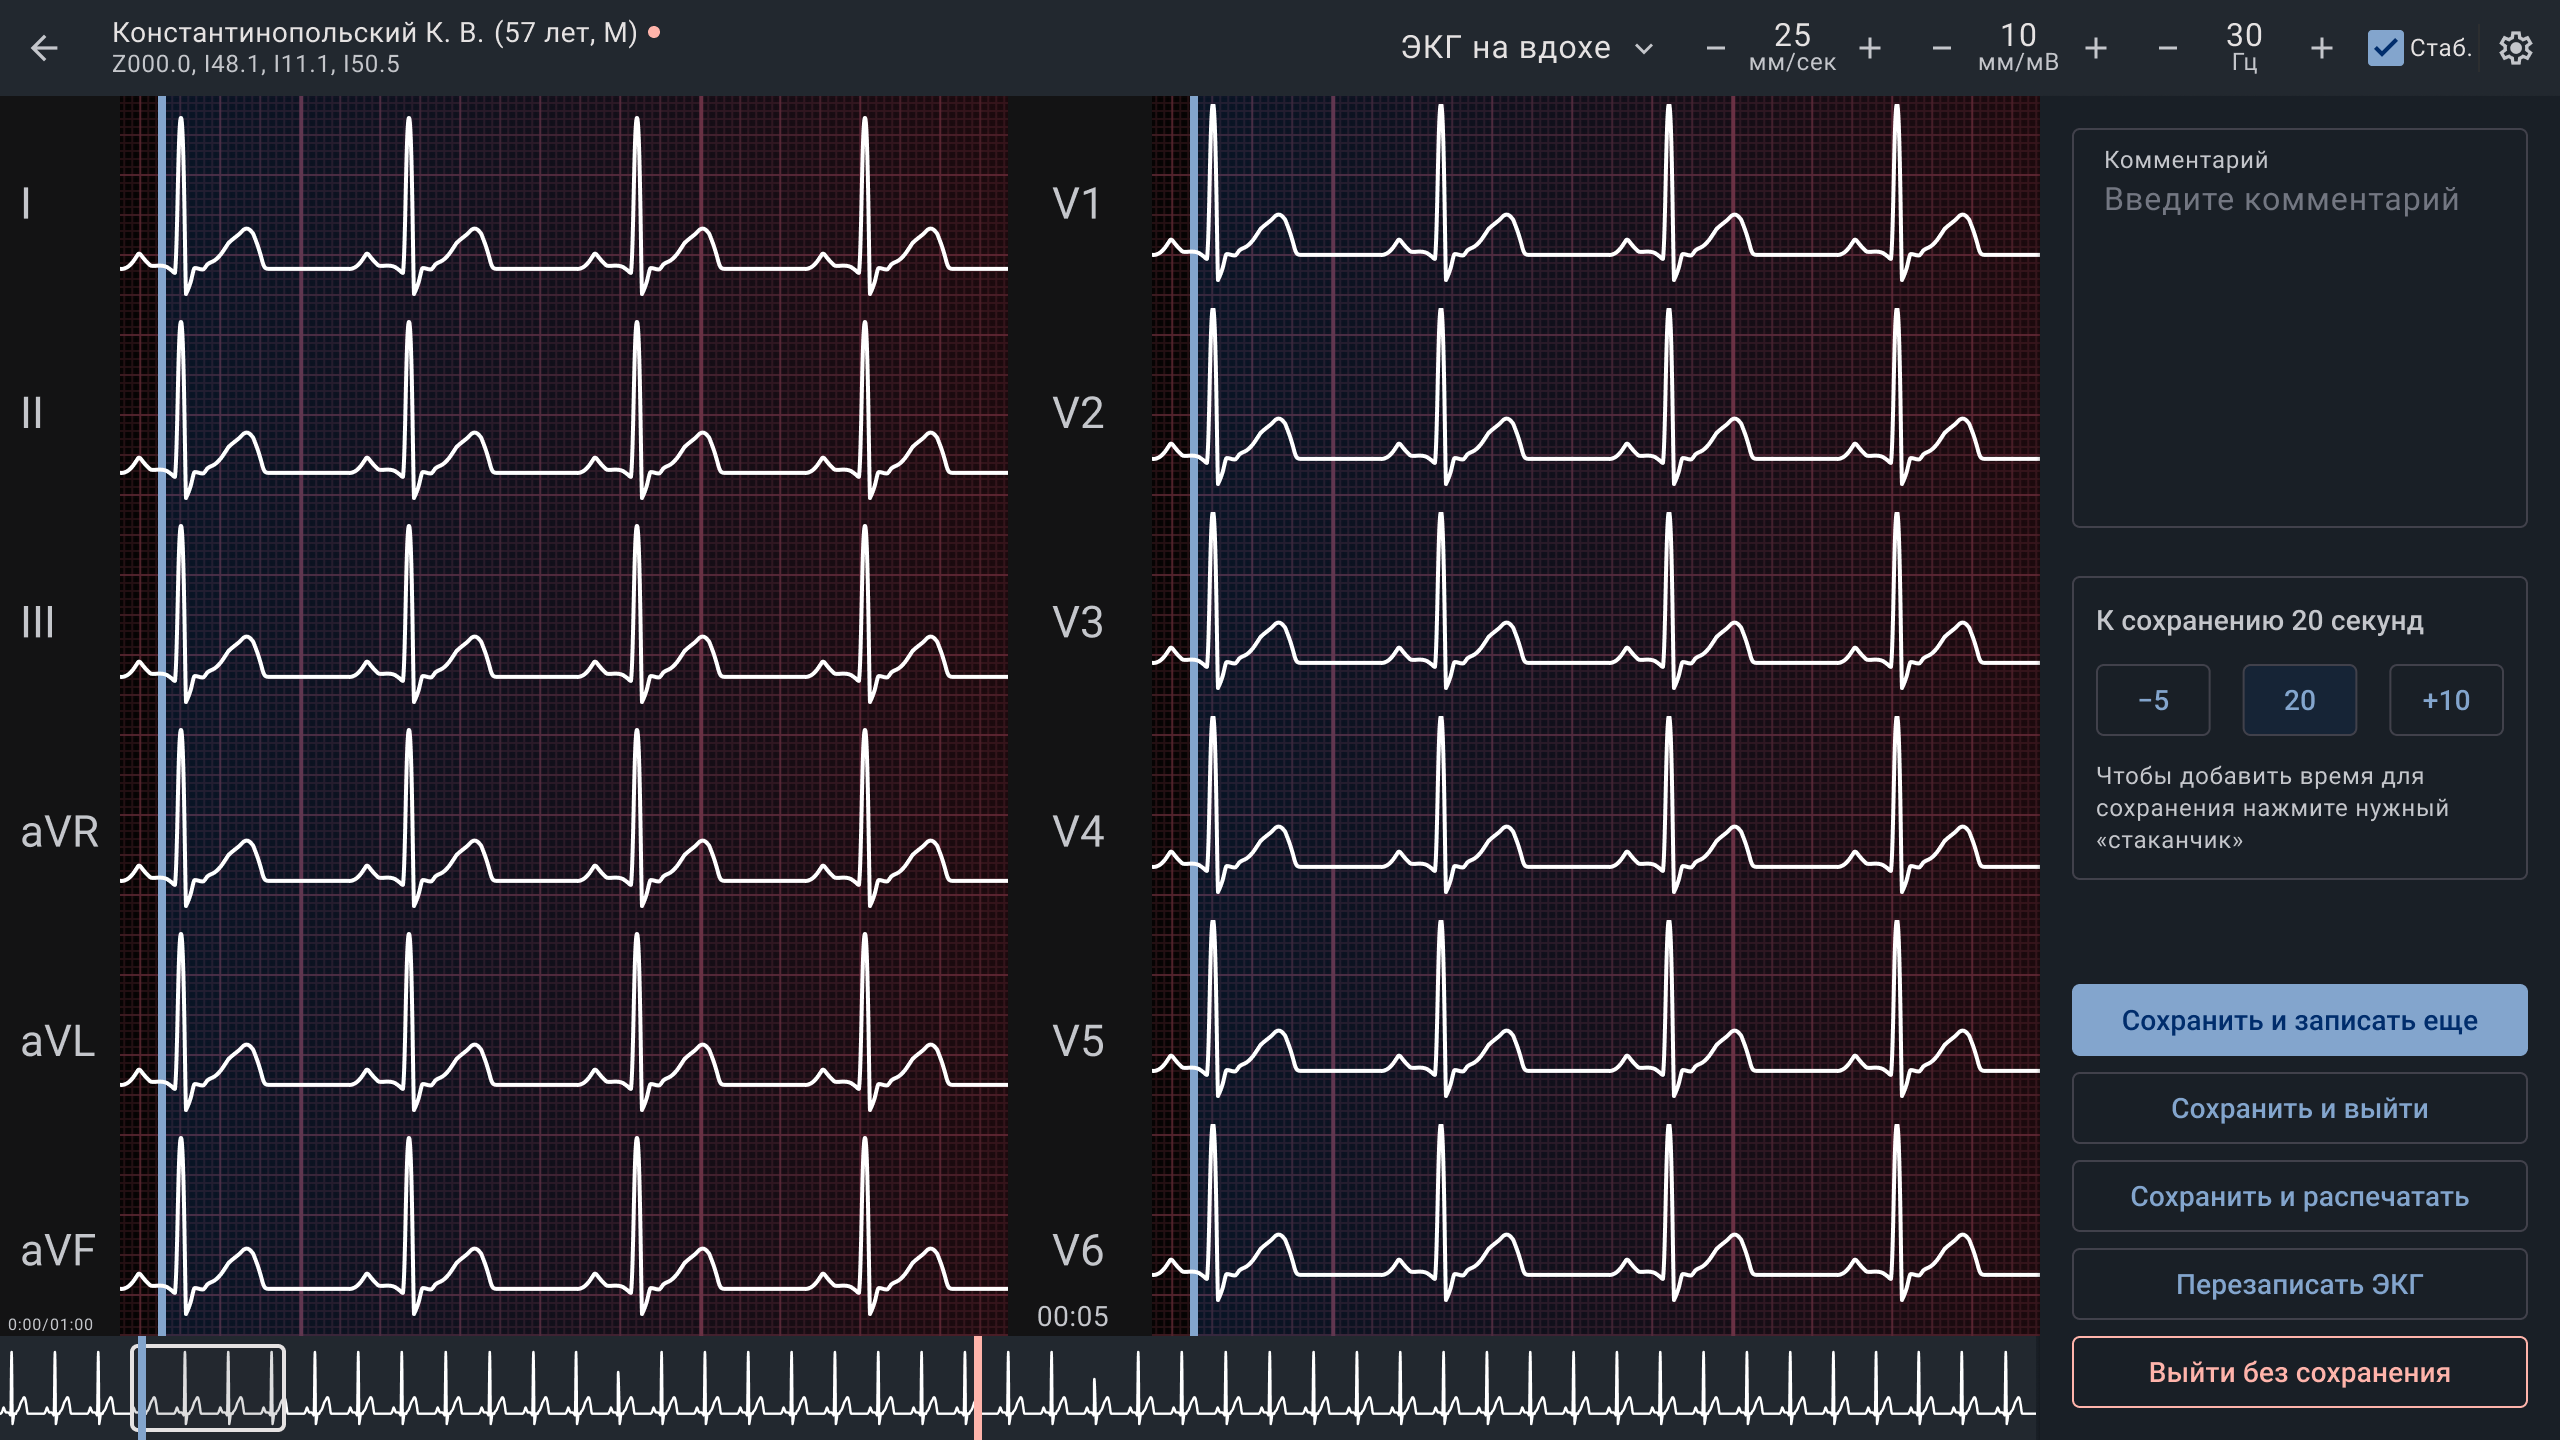 Константинопольский К. В. (57 лет, М)
Z000.0, I48.1, I11.1, I50.5
ЭКГ на вдохе
25
мм/сек
10
мм/мВ
30
Гц
Стаб.
I
II
III
aVR
aVL
aVF
0:00/01:00
V1
V2
V3
V4
V5
V6
00:05
Комментарий
Введите комментарий
К сохранению 20 секунд
−5
20
+10
Чтобы добавить время для
сохранения нажмите нужный
«стаканчик»
Сохранить и записать еще
Сохранить и выйти
Сохранить и распечатать
Перезаписать ЭКГ
Выйти без сохранения